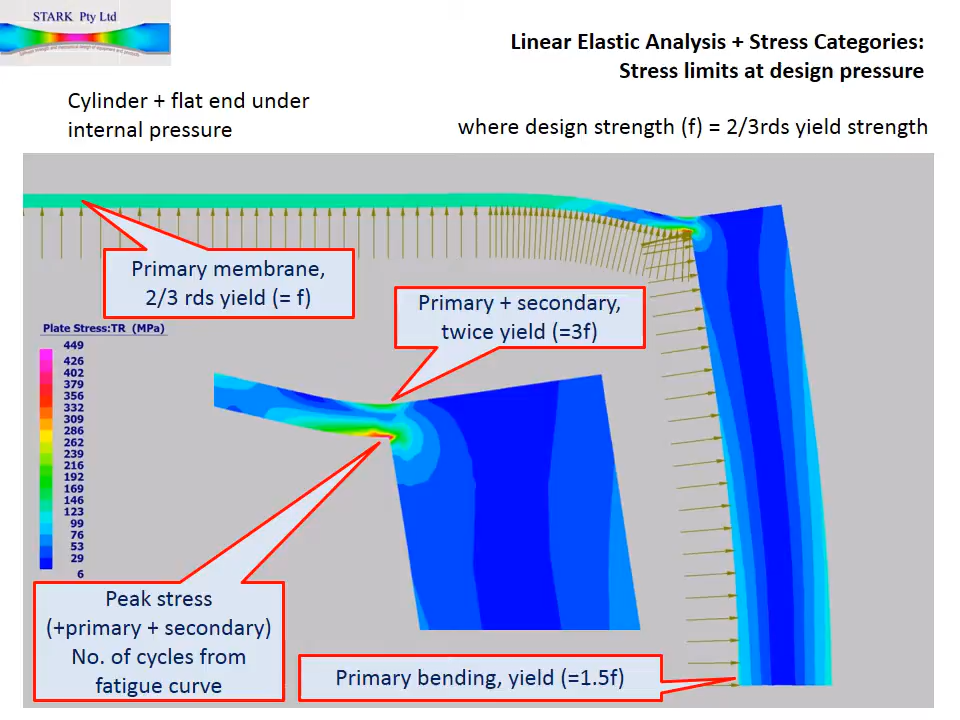 STARK Pty Ltd
Linear Elastic Analysis + Stress Categories:
Stress limits at design pressure
Cylinder + flat end under
internal pressure
where design strength (f) = 2/3rds yield strength
Primary membrane,
2/3 rds yield (= f)
Primary + secondary,
twice yield (=3f)
Plate Stress:TR (MPa)
449
426
402
379
356
332
309
286
262
239
216
192
169
146
123
99
76
53
29
6
Peak stress
(+primary + secondary)
No. of cycles from
fatigue curve
Primary bending, yield (=1.5f)